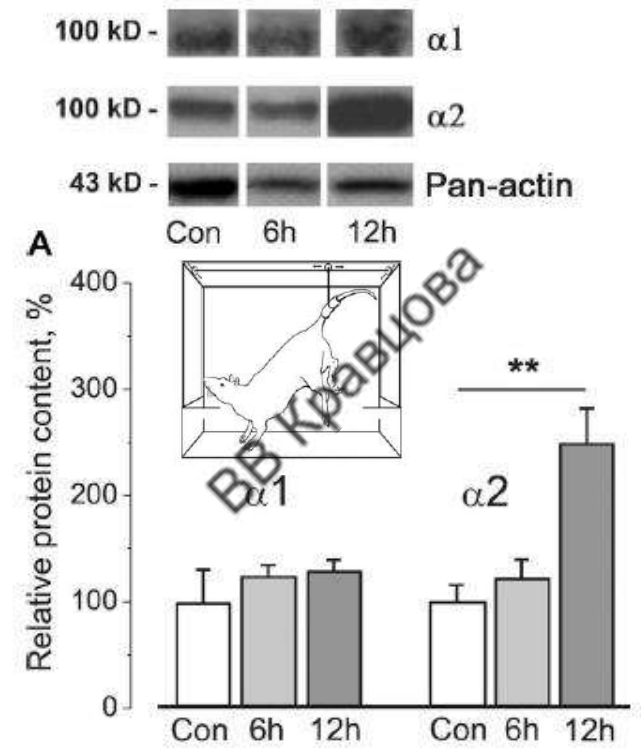 100 kD - α1
100 kD - α2
43 kD - Pan-actin
Con 6h 12h
A
400
300
200
100
0
Relative protein content, %
**
α1 α2
Con 6h 12h Con 6h 12h
ВВ Кравцова